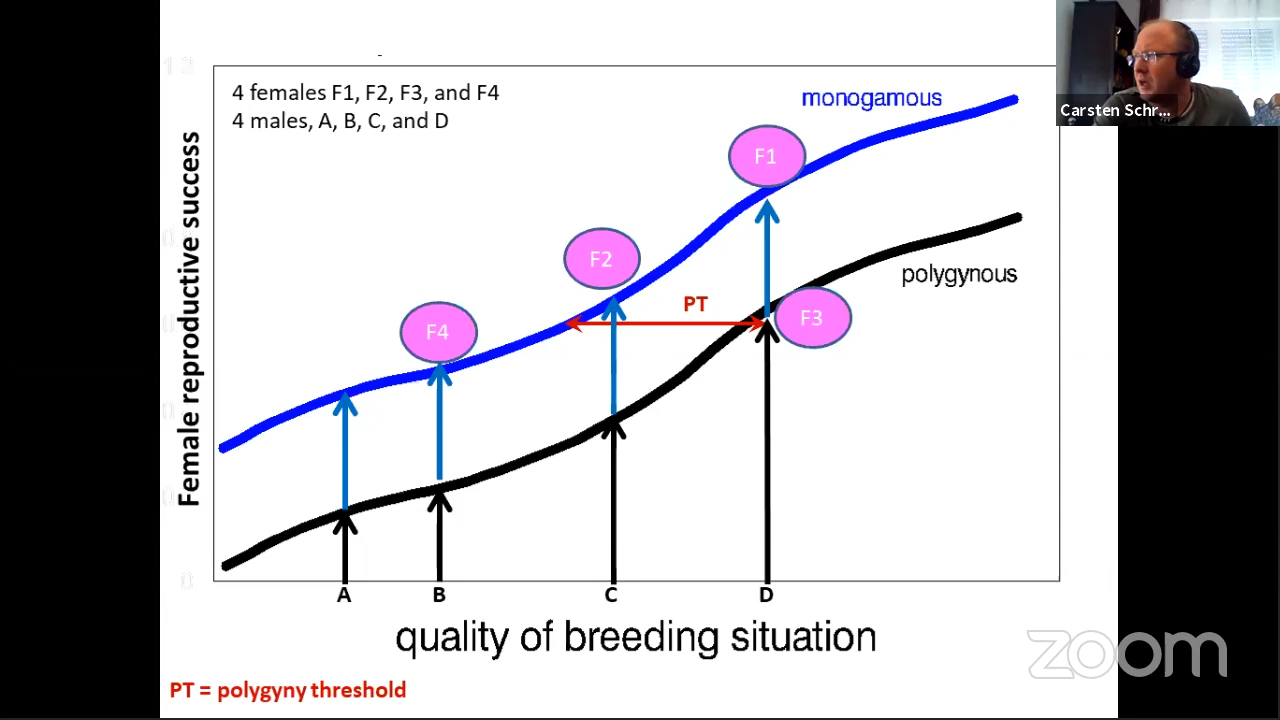 4 females F1, F2, F3, and F4
4 males, A, B, C, and D
monogamous
Carsten Schr...
F1
F2
polygynous
PT
F3
F4
Female reproductive success
0
A B C D
quality of breeding situation
zoom
PT = polygyny threshold